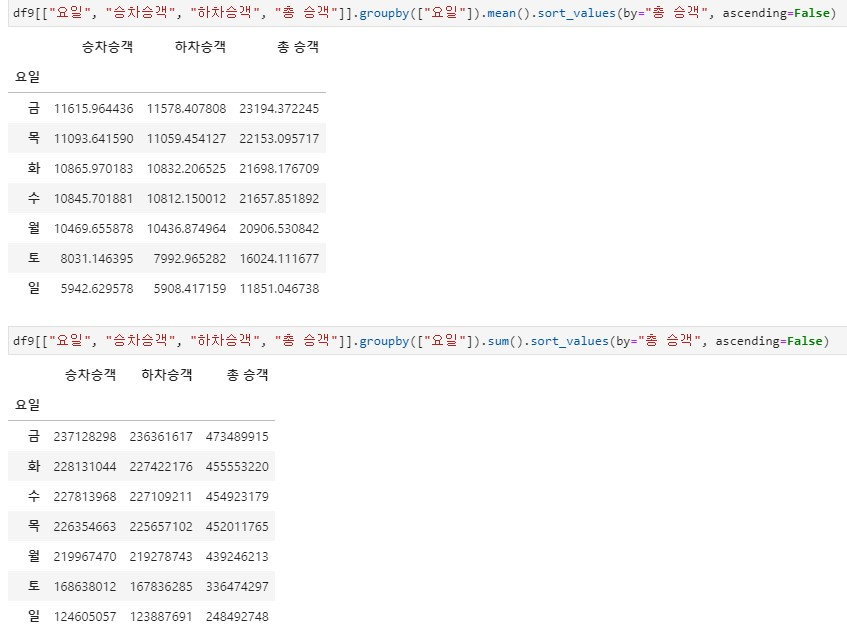 df9[["요일", "승차승객", "하차승객", "총 승객"]].groupby(["요일"]).mean().sort_values(by="총 승객", ascending=False)
승차승객 하차승객 총 승객
요일
금 11615.964436 11578.407808 23194.372245
목 11093.641590 11059.454127 22153.095717
화 10865.970183 10832.206525 21698.176709
수 10845.701881 10812.150012 21657.851892
월 10469.655878 10436.874964 20906.530842
토 8031.146395 7992.965282 16024.111677
일 5942.629578 5908.417159 11851.046738
df9[["요일", "승차승객", "하차승객", "총 승객"]].groupby(["요일"]).sum().sort_values(by="총 승객", ascending=False)
승차승객 하차승객 총 승객
요일
금 237128298 236361617 473489915
화 228131044 227422176 455553220
수 227813968 227109211 454923179
목 226354663 225657102 452011765
월 219967470 219278743 439246213
토 168638012 167836285 336474297
일 124605057 123887691 248492748